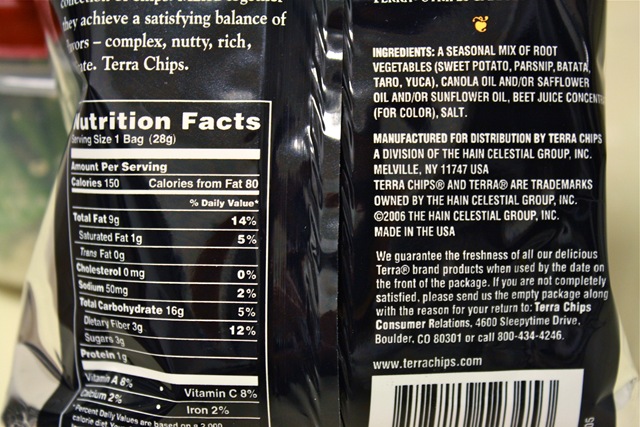 they achieve a satisfying balance of
– complex, nutty, rich,
Terra Chips.
Nutrition Facts
Serving Size 1 Bag (28g)
Amount Per Serving
Calories 150 Calories from Fat 80
% Daily Value*
Total Fat 9g 14%
Saturated Fat 1g 5%
Trans Fat 0g
Cholesterol 0mg 0%
Sodium 50mg 2%
Total Carbohydrate 16g 5%
Dietary Fiber 3g 12%
Sugars 3g
Protein 1g
Vitamin A 8% • Vitamin C 8%
Calcium 2% • Iron 2%
*Percent Daily Values are based on a 2,000
INGREDIENTS: A SEASONAL MIX OF ROOT
VEGETABLES (SWEET POTATO, PARSNIP, BATATA,
TARO, YUCA), CANOLA OIL AND/OR SAFFLOWER
OIL AND/OR SUNFLOWER OIL, BEET JUICE
(FOR COLOR), SALT.
MANUFACTURED FOR DISTRIBUTION BY TERRA CHIPS
A DIVISION OF THE HAIN CELESTIAL GROUP, INC.
MELVILLE, NY 11747 USA
TERRA CHIPS® AND TERRA® ARE TRADEMARKS
OWNED BY THE HAIN CELESTIAL GROUP, INC.
©2006 THE HAIN CELESTIAL GROUP, INC.
MADE IN THE USA
We guarantee the freshness of all our delicious
Terra® brand products when used by the date on
the front of the package. If you are not completely
satisfied, please send us the empty package along
with the reason for your return to: Terra Chips
Consumer Relations, 4600 Sleepytime Drive,
Boulder, CO 80301 or call 800-434-4246.
www.terrachips.com